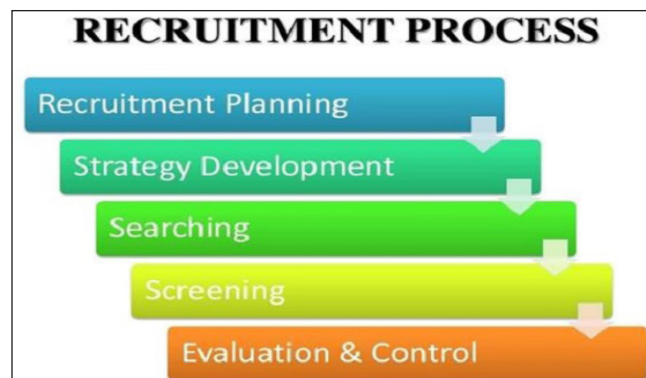 RECRUITMENT PROCESS
Recruitment Planning
Strategy Development
Searching
Screening
Evaluation & Control